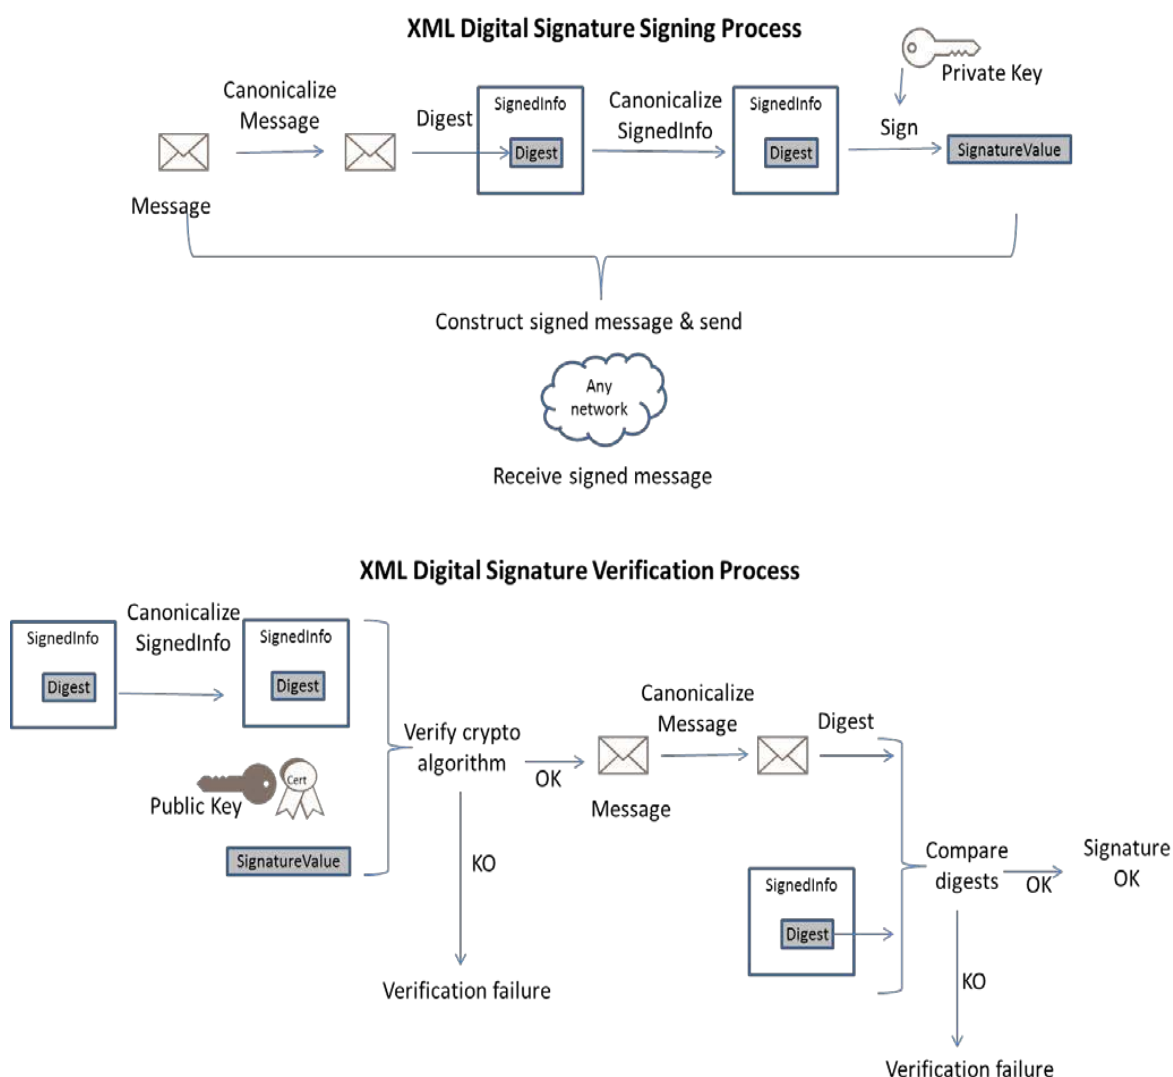 XML Digital Signature Signing Process
Private Key
Canonicalize
Message
Digest
SignedInfo
Digest
Canonicalize
SignedInfo
SignedInfo
Digest
Sign
SignatureValue
Message
Construct signed message & send
Any
network
Receive signed message
XML Digital Signature Verification Process
SignedInfo
Digest
Canonicalize
SignedInfo
SignedInfo
Digest
Public Key
Cert
SignatureValue
Verify crypto
algorithm
OK
KO
Verification failure
Message
Canonicalize
Message
Digest
SignedInfo
Digest
Compare
digests
OK
Signature
OK
KO
Verification failure